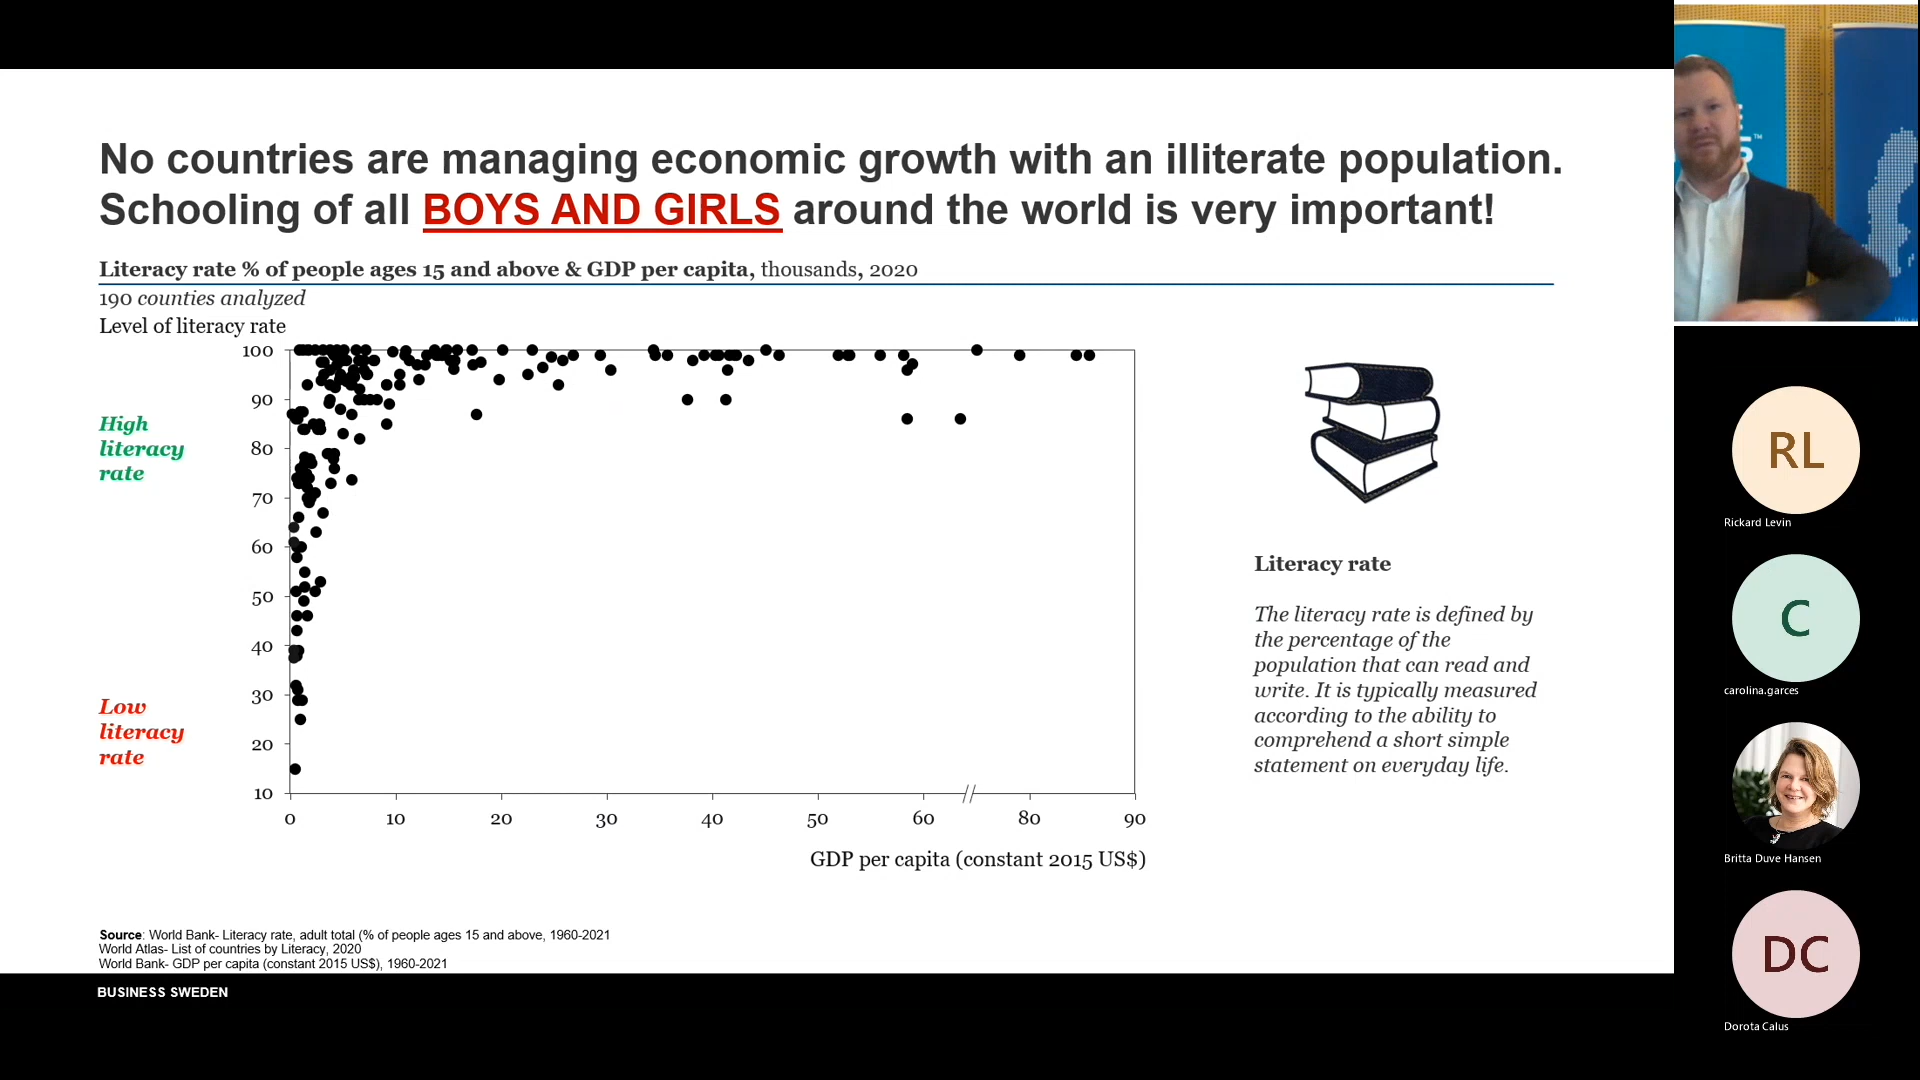 No countries are managing economic growth with an illiterate population.
Schooling of all BOYS AND GIRLS around the world is very important!
Literacy rate % of people ages 15 and above & GDP per capita, thousands, 2020
190 counties analyzed
Level of literacy rate
100
90
80
70
60
50
40
30
20
10
High
literacy
rate
Low
literacy
rate
0 10 20 30 40 50 60 80 90
GDP per capita (constant 2015 US$)
Literacy rate
The literacy rate is defined by
the percentage of the
population that can read and
write. It is typically measured
according to the ability to
comprehend a short simple
statement on everyday life.
Source: World Bank- Literacy rate, adult total (% of people ages 15 and above, 1960-2021
World Atlas- List of countries by Literacy, 2020
World Bank- GDP per capita (constant 2015 US$), 1960-2021
BUSINESS SWEDEN
RL
Rickard Levin
C
carolina.garces
Britta Duve Hansen
DC
Dorota Calus